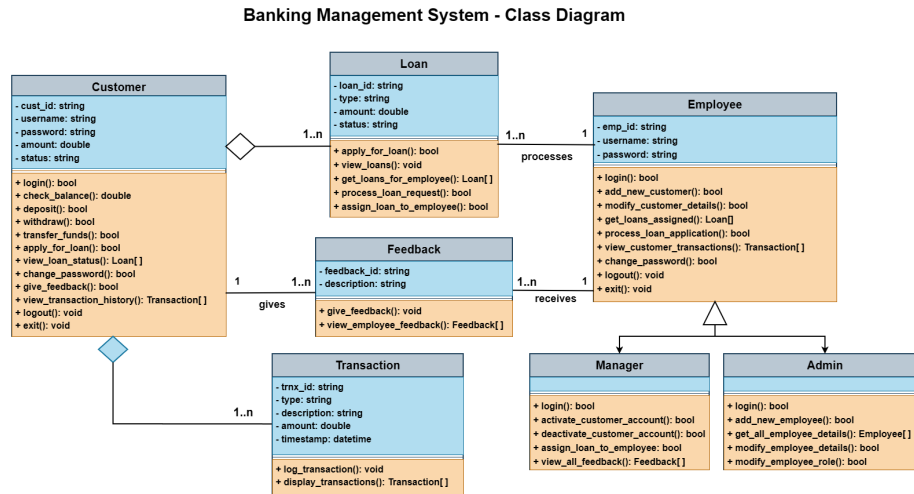 Banking Management System - Class Diagram
Customer
- cust_id: string
- username: string
- password: string
- amount: double
- status: string
+ login(): bool
+ check_balance(): double
+ deposit(): bool
+ withdraw(): bool
+ transfer_funds(): bool
+ apply_for_loan(): bool
+ view_loan_status(): Loan[ ]
+ change_password(): bool
+ give_feedback(): bool
+ view_transaction_history(): Transaction[ ]
+ logout(): void
+ exit(): void
1..n
Loan
- loan_id: string
- type: string
- amount: double
- status: string
+ apply_for_loan(): bool
+ view_loans(): void
+ get_loans_for_employee(): Loan[ ]
+ process_loan_request(): bool
+ assign_loan_to_employee(): bool
1..n
1
processes
Employee
- emp_id: string
- username: string
- password: string
+ login(): bool
+ add_new_customer(): bool
+ modify_customer_details(): bool
+ get_loans_assigned(): Loan[]
+ process_loan_application(): bool
+ view_customer_transactions(): Transaction[ ]
+ change_password(): bool
+ logout(): void
+ exit(): void
1
1..n
gives
Feedback
- feedback_id: string
- description: string
+ give_feedback(): void
+ view_employee_feedback(): Feedback[ ]
1..n
1
receives
1..n
Transaction
- trnx_id: string
- type: string
- description: string
- amount: double
- timestamp: datetime
+ log_transaction(): void
+ display_transactions(): Transaction[ ]
Manager
+ login(): bool
+ activate_customer_account(): bool
+ deactivate_customer_account(): bool
+ assign_loan_to_employee: bool
+ view_all_feedback(): Feedback[ ]
Admin
+ login(): bool
+ add_new_employee(): bool
+ get_all_employee_details(): Employee[ ]
+ modify_employee_details(): bool
+ modify_employee_role(): bool